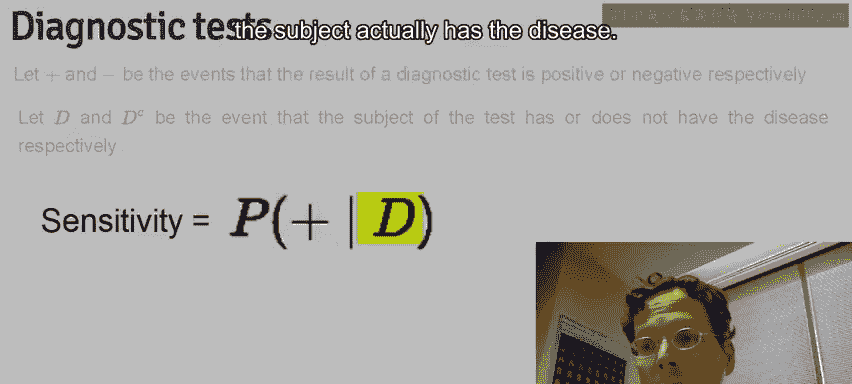 Diagnostic tests
the subject actually has the disease.
Let + and − be the events that the result of a diagnostic test is positive or negative respectively
Let D and Dᶜ be the event that the subject of the test has or does not have the disease
respectively
Sensitivity = P(+ | D)